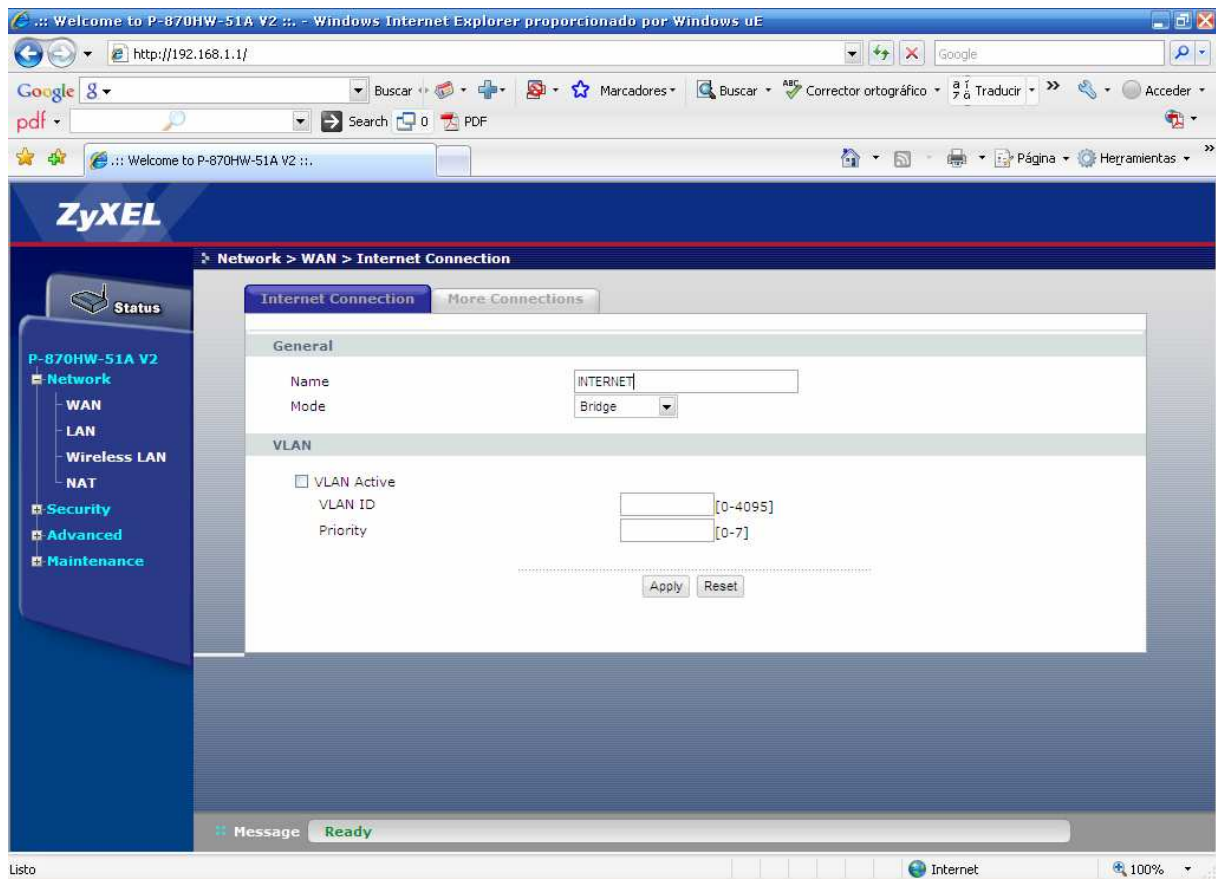 .:: Welcome to P-870HW-51A V2 ::. - Windows Internet Explorer proporcionado por Windows uE
http://192.168.1.1/
Google
Google
Buscar
Marcadores
Buscar
ABC
Corrector ortográfico
Traducir
»
Acceder
pdf
Search
0
PDF
.:: Welcome to P-870HW-51A V2 ::.
Página
Herramientas
»
ZyXEL
Network > WAN > Internet Connection
Status
Internet Connection
More Connections
P-870HW-51A V2
Network
WAN
LAN
Wireless LAN
NAT
Security
Advanced
Maintenance
General
Name
INTERNET
Mode
Bridge
VLAN
VLAN Active
VLAN ID
[0-4095]
Priority
[0-7]
Apply
Reset
Message
Ready
Listo
Internet
100%